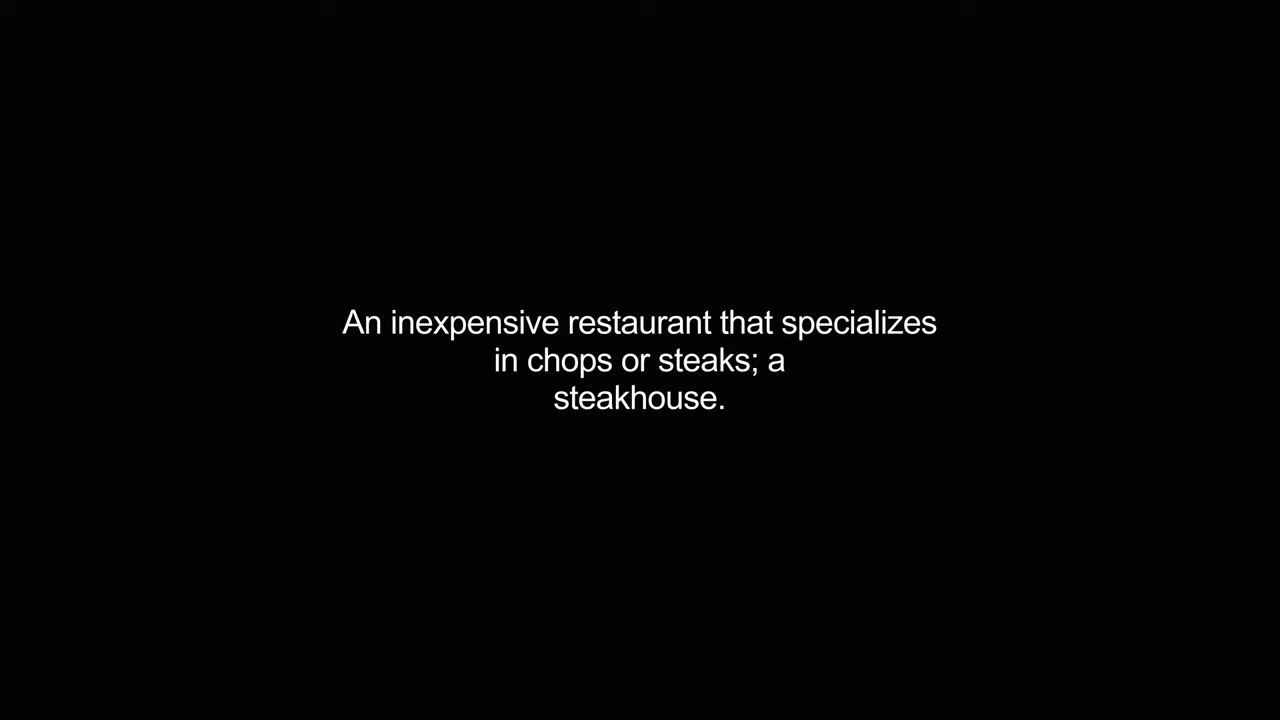 An inexpensive restaurant that specializes
in chops or steaks; a
steakhouse.